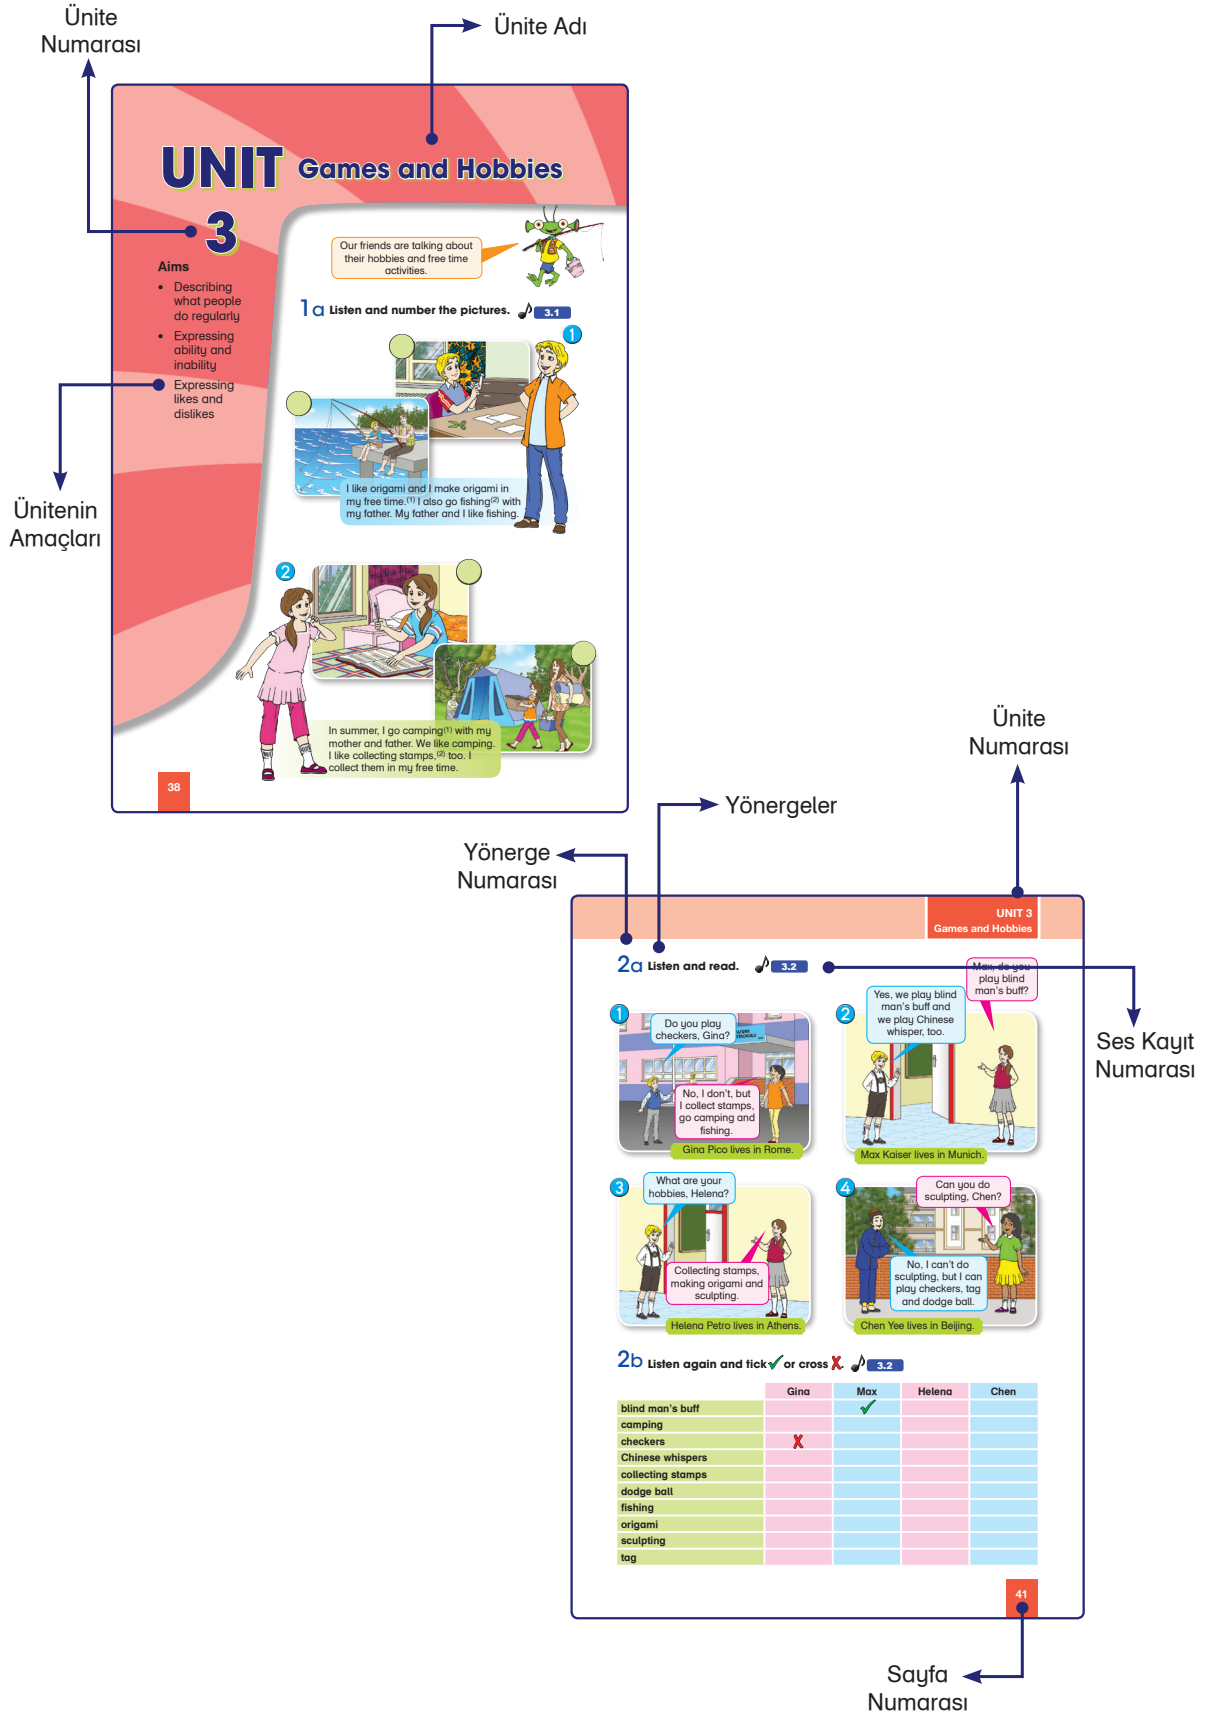 Ünite
Numarası
Ünite Adı
UNIT Games and Hobbies
3
Our friends are talking about
their hobbies and free time
activities.
Aims
• Describing
what people
do regularly
• Expressing
ability and
inability
Expressing
likes and
dislikes
Ünitenin
Amaçları
1a Listen and number the pictures. 3.1
1
I like origami and I make origami in
my free time.(1) I also go fishing(2) with
my father. My father and I like fishing.
2
In summer, I go camping(1) with my
mother and father. We like camping.
I like collecting stamps,(2) too. I
collect them in my free time.
38
Ünite
Numarası
Yönergeler
Yönerge
Numarası
UNIT 3
Games and Hobbies
2a Listen and read. 3.2
Ses Kayıt
Numarası
1
Do you play
checkers, Gina?
No, I don't, but
I collect stamps,
go camping and
fishing.
Gina Pico lives in Rome.
2
Max, do you
play blind
man's buff?
Yes, we play blind
man's buff and
we play Chinese
whisper, too.
Max Kaiser lives in Munich.
3
What are your
hobbies, Helena?
Collecting stamps,
making origami and
sculpting.
Helena Petro lives in Athens.
4
Can you do
sculpting, Chen?
No, I can't do
sculpting, but I can
play checkers, tag
and dodge ball.
Chen Yee lives in Beijing.
2b Listen again and tick ✓ or cross X. 3.2
Gina Max Helena Chen
blind man's buff ✓
camping
checkers X
Chinese whispers
collecting stamps
dodge ball
fishing
origami
sculpting
tag
41
Sayfa
Numarası